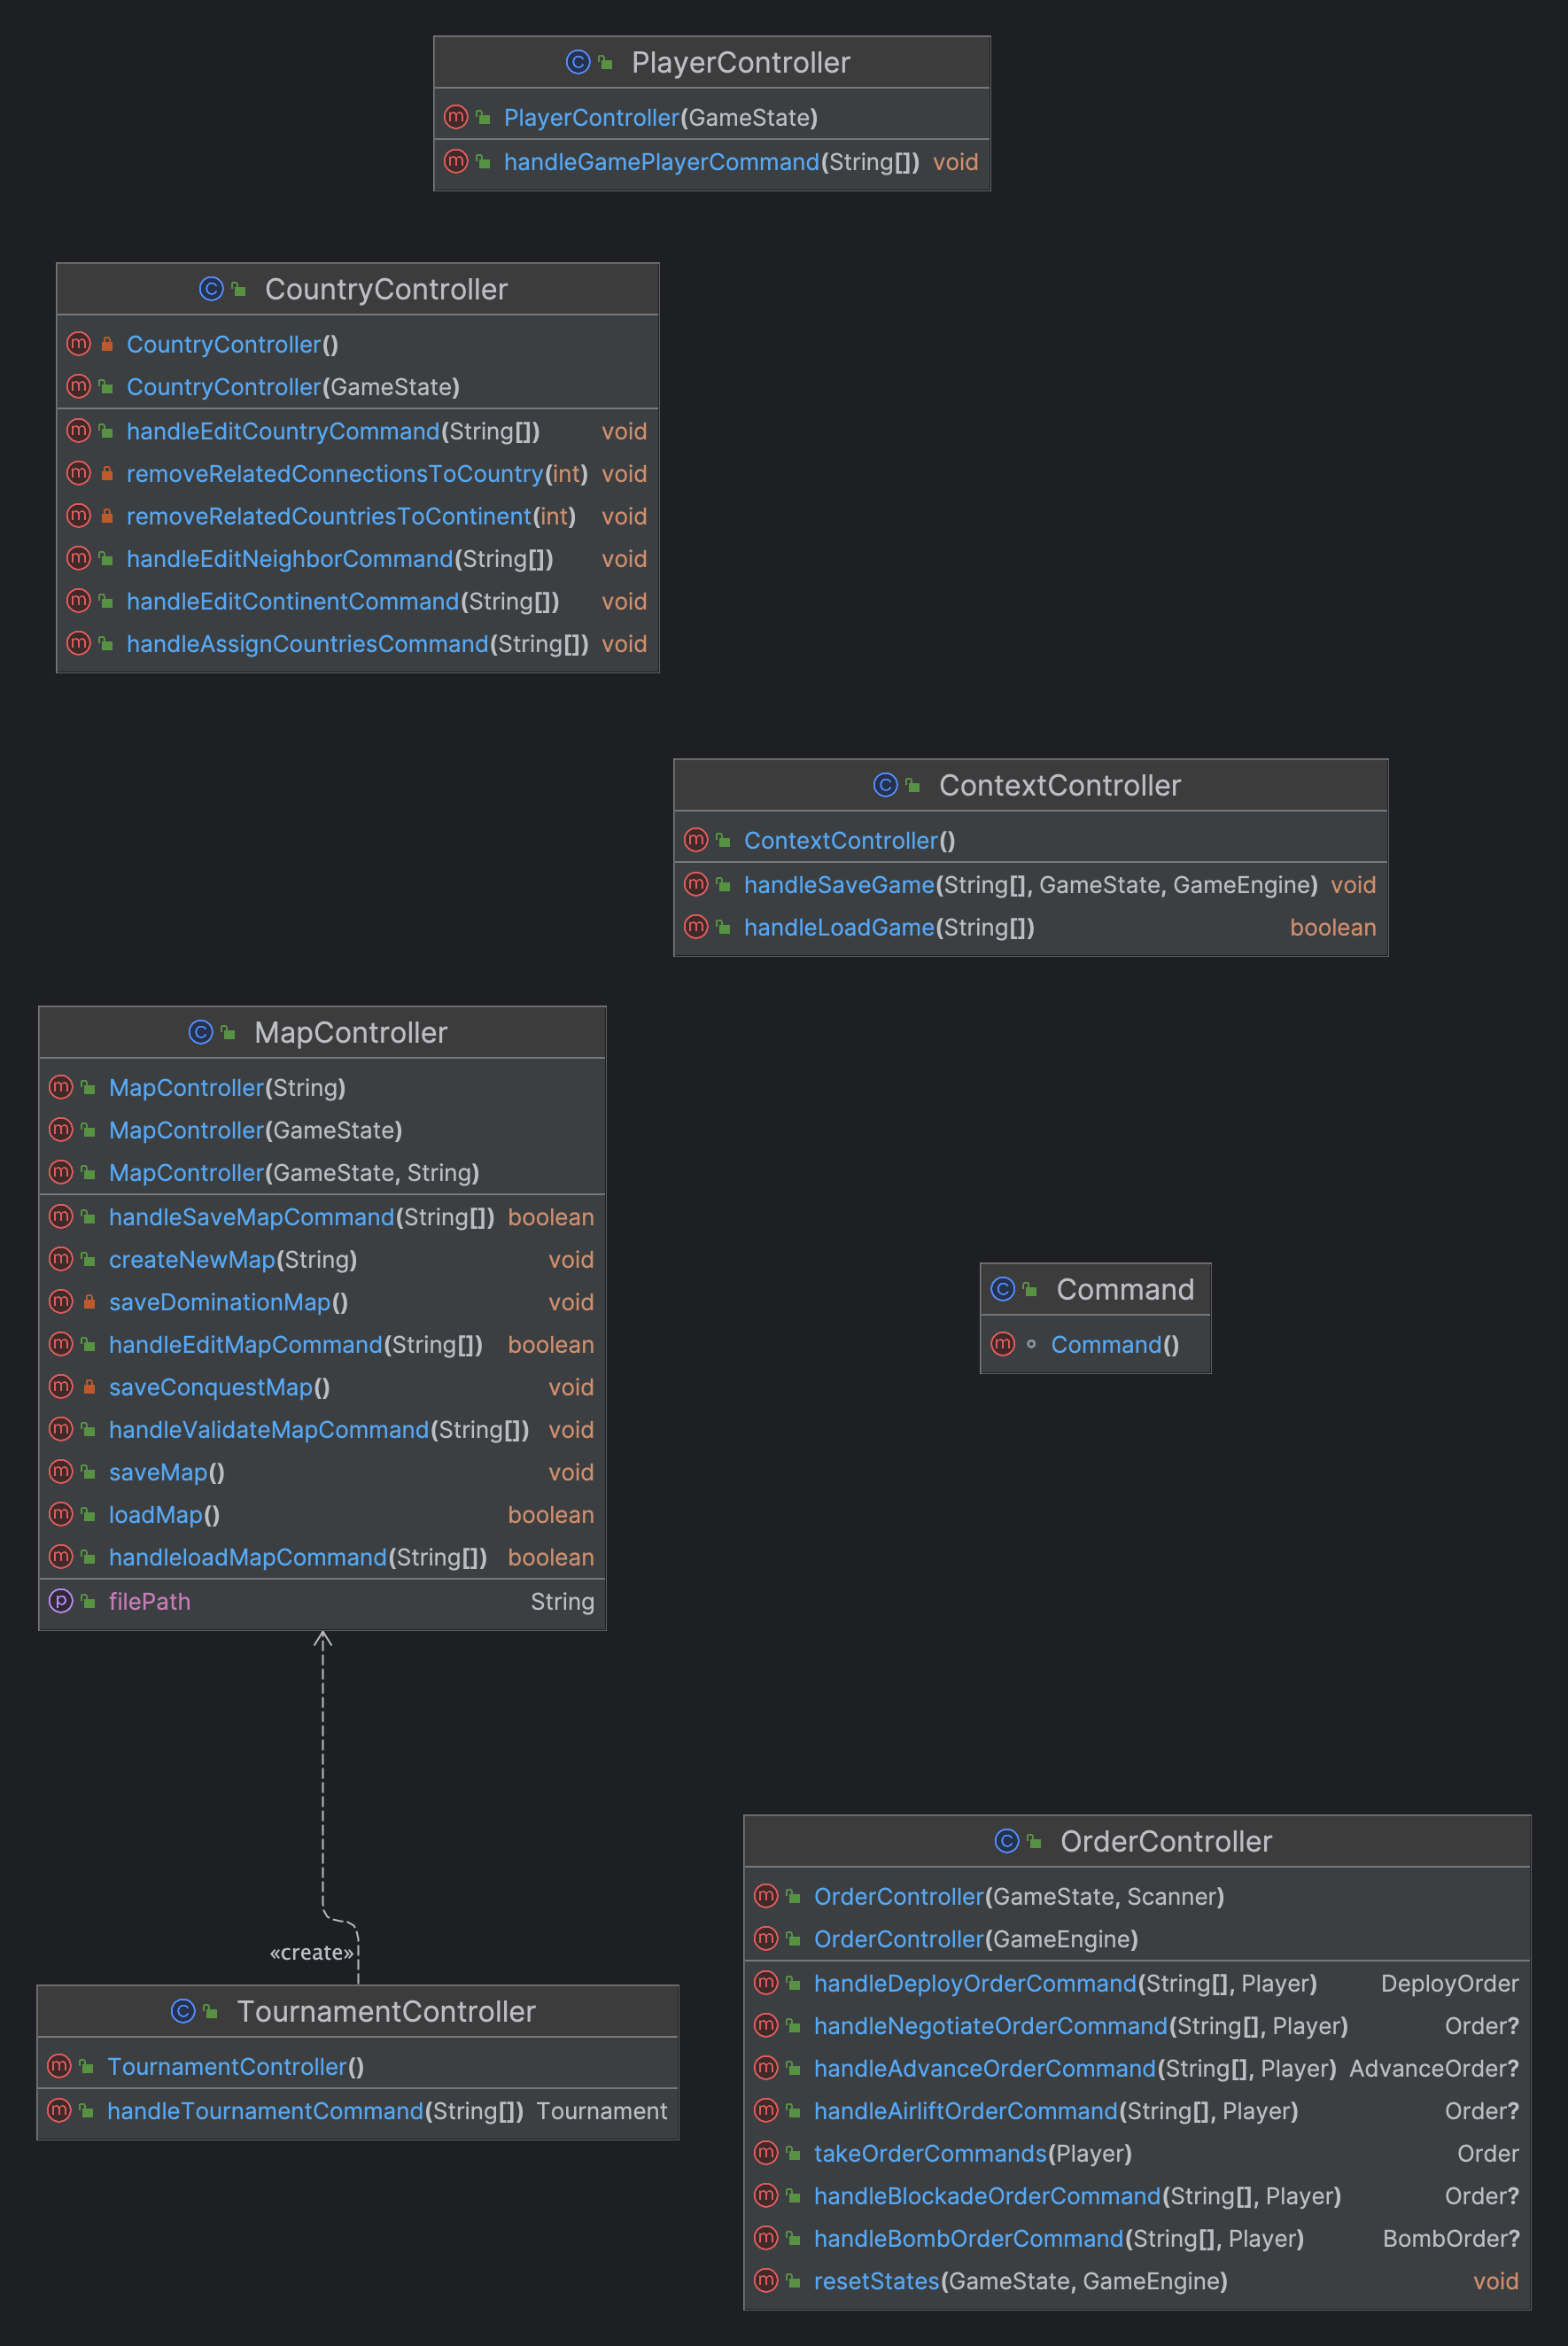 PlayerController
PlayerController(GameState)
handleGamePlayerCommand(String[]) void
CountryController
CountryController()
CountryController(GameState)
handleEditCountryCommand(String[]) void
removeRelatedConnectionsToCountry(int) void
removeRelatedCountriesToContinent(int) void
handleEditNeighborCommand(String[]) void
handleEditContinentCommand(String[]) void
handleAssignCountriesCommand(String[]) void
ContextController
ContextController()
handleSaveGame(String[], GameState, GameEngine) void
handleLoadGame(String[]) boolean
MapController
MapController(String)
MapController(GameState)
MapController(GameState, String)
handleSaveMapCommand(String[]) boolean
createNewMap(String) void
saveDominationMap() void
handleEditMapCommand(String[]) boolean
saveConquestMap() void
handleValidateMapCommand(String[]) void
saveMap() void
loadMap() boolean
handleloadMapCommand(String[]) boolean
filePath String
Command
Command()
«create»
TournamentController
TournamentController()
handleTournamentCommand(String[]) Tournament
OrderController
OrderController(GameState, Scanner)
OrderController(GameEngine)
handleDeployOrderCommand(String[], Player) DeployOrder
handleNegotiateOrderCommand(String[], Player) Order?
handleAdvanceOrderCommand(String[], Player) AdvanceOrder?
handleAirliftOrderCommand(String[], Player) Order?
takeOrderCommands(Player) Order
handleBlockadeOrderCommand(String[], Player) Order?
handleBombOrderCommand(String[], Player) BombOrder?
resetStates(GameState, GameEngine) void